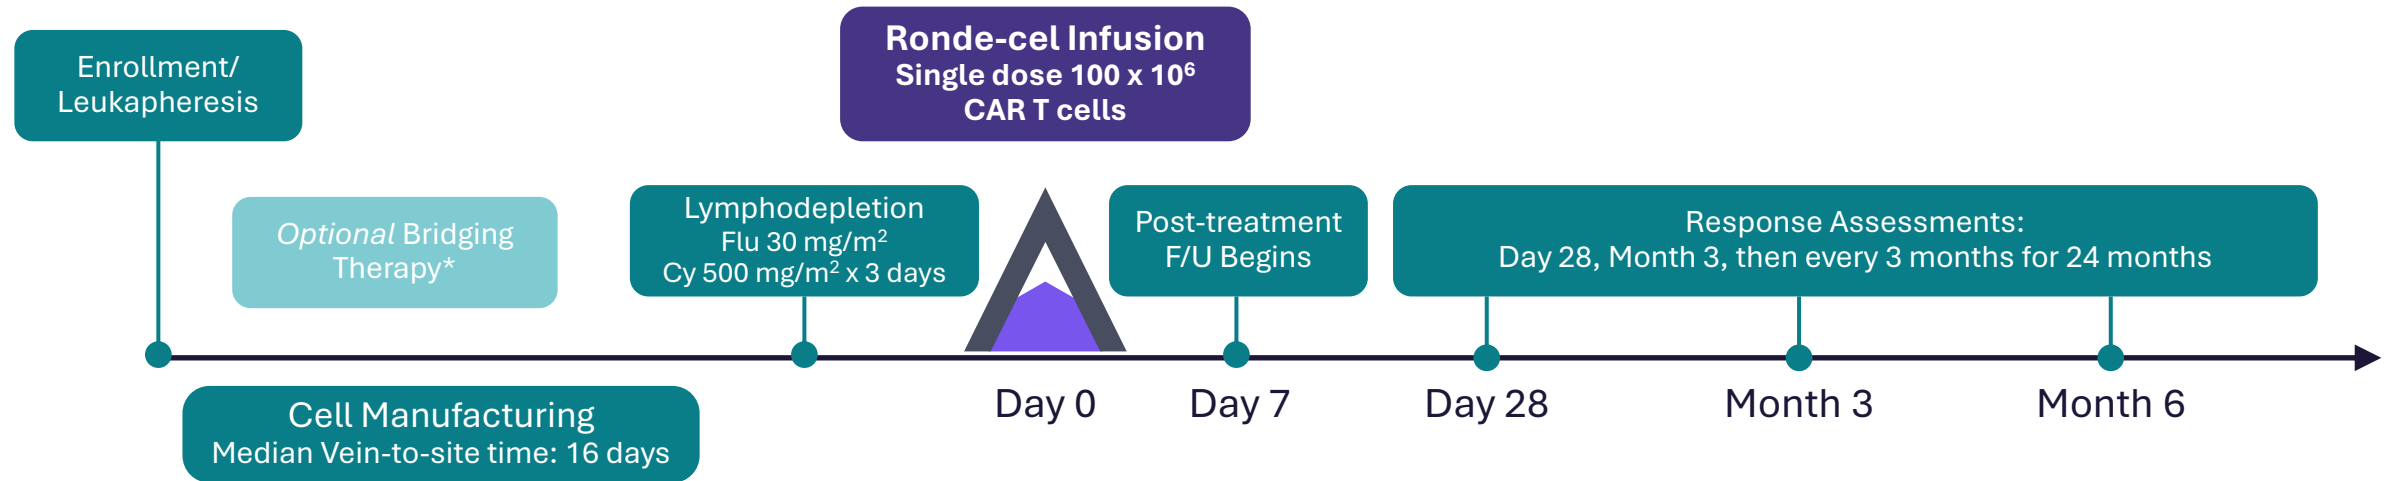 Enrollment/
Leukapheresis
Ronde-cel Infusion
Single dose 100 x 10⁶
CAR T cells
Optional Bridging
Therapy*
Lymphodepletion
Flu 30 mg/m²
Cy 500 mg/m² x 3 days
Post-treatment
F/U Begins
Response Assessments:
Day 28, Month 3, then every 3 months for 24 months
Cell Manufacturing
Median Vein-to-site time: 16 days
Day 0
Day 7
Day 28
Month 3
Month 6